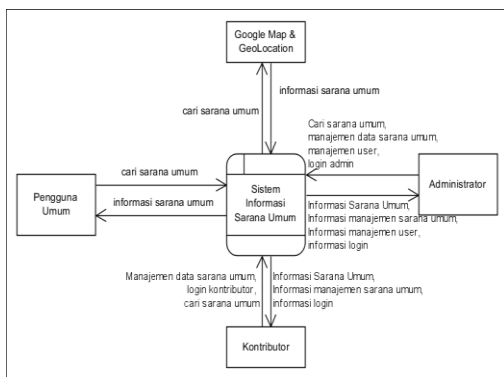 Google Map &
GeoLocation
informasi sarana umum
cari sarana umum
Cari sarana umum,
manajemen data sarana umum,
manajemen user,
login admin
cari sarana umum
Pengguna
Umum
informasi sarana umum
Sistem
Informasi
Sarana Umum
Administrator
Informasi Sarana Umum,
Informasi manajemen sarana umum,
Informasi manajemen user,
informasi login
Manajemen data sarana umum,
login kontributor,
cari sarana umum
Informasi Sarana Umum,
Informasi manajemen sarana umum,
informasi login
Kontributor